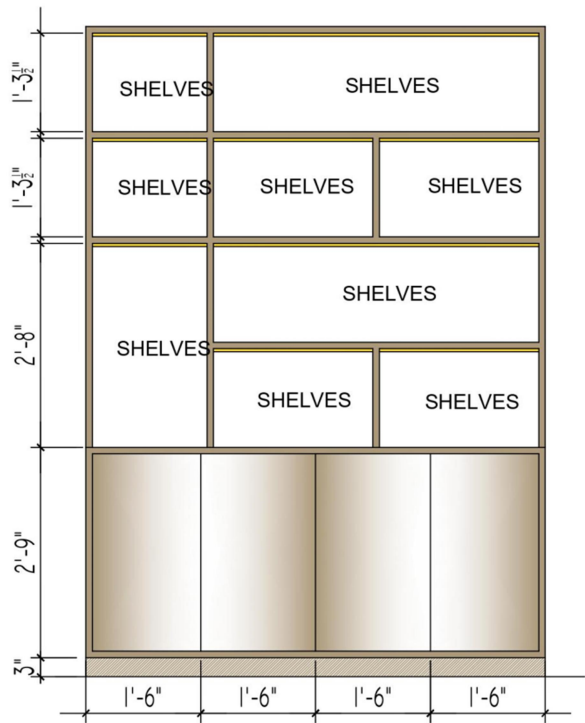 1'-3½"
SHELVES
SHELVES
1'-3½"
SHELVES
SHELVES
SHELVES
2'-8"
SHELVES
SHELVES
SHELVES
SHELVES
2'-9"
3"
1'-6"
1'-6"
1'-6"
1'-6"